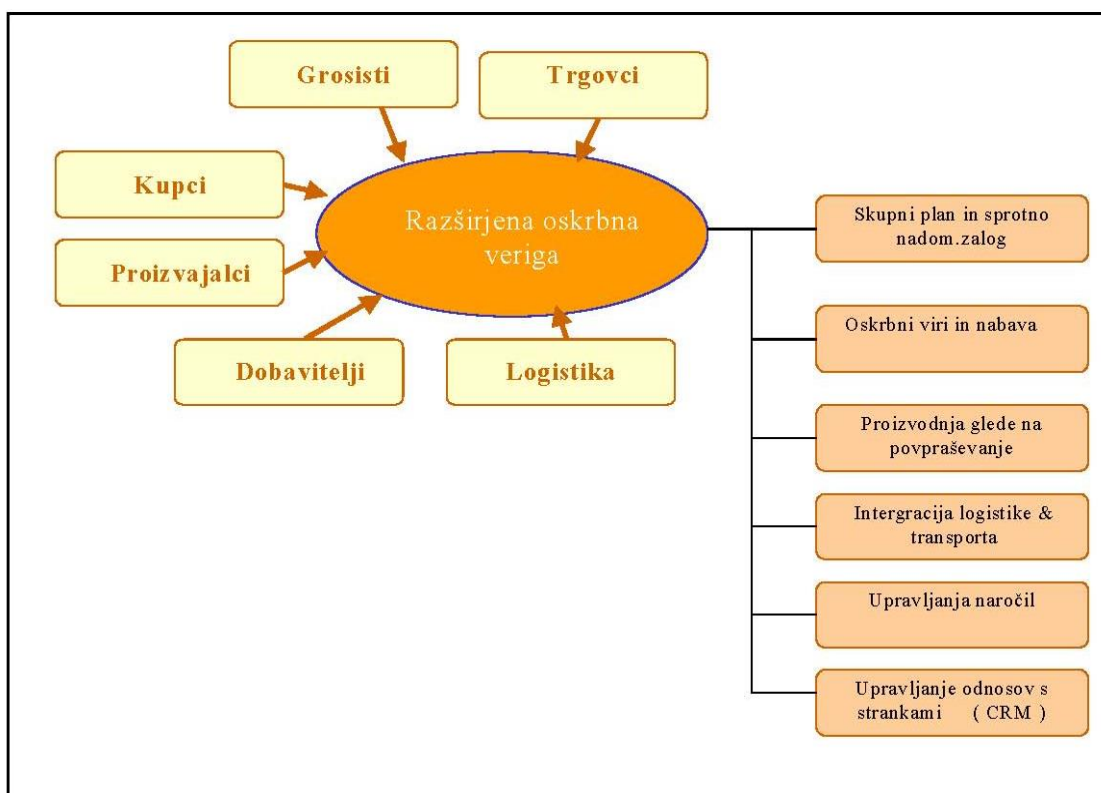 Grosisti
Trgovci
Kupci
Razširjena oskrbna
veriga
Proizvajalci
Dobavitelji
Logistika
Skupni plan in sprotno
nadom.zalog
Oskrbni viri in nabava
Proizvodnja glede na
povpraševanje
Intergracija logistike &
transporta
Upravljanja naročil
Upravljanje odnosov s
strankami ( CRM )